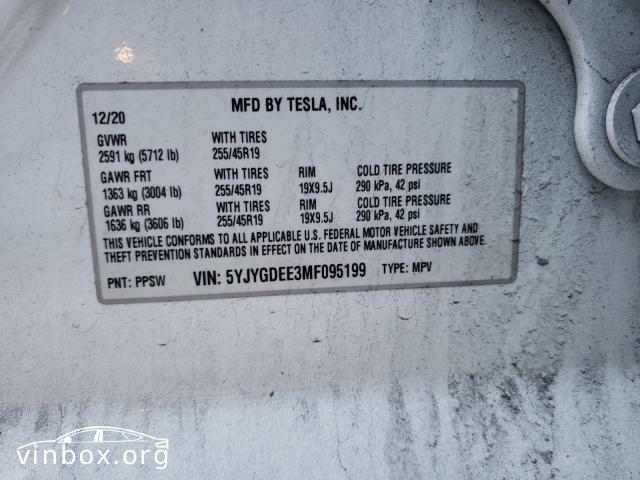 MFD BY TESLA, INC.
12/20
GVWR WITH TIRES
2591 kg (5712 lb) 255/45R19
GAWR FRT WITH TIRES RIM COLD TIRE PRESSURE
1363 kg (3004 lb) 255/45R19 19X9.5J 290 kPa, 42 psi
GAWR RR WITH TIRES RIM COLD TIRE PRESSURE
1636 kg (3606 lb) 255/45R19 19X9.5J 290 kPa, 42 psi
THIS VEHICLE CONFORMS TO ALL APPLICABLE U.S. FEDERAL MOTOR VEHICLE SAFETY AND
THEFT PREVENTION STANDARDS IN EFFECT ON THE DATE OF MANUFACTURE SHOWN ABOVE.
PNT: PPSW VIN: 5YJYGDEE3MF095199 TYPE: MPV
vinbox.org